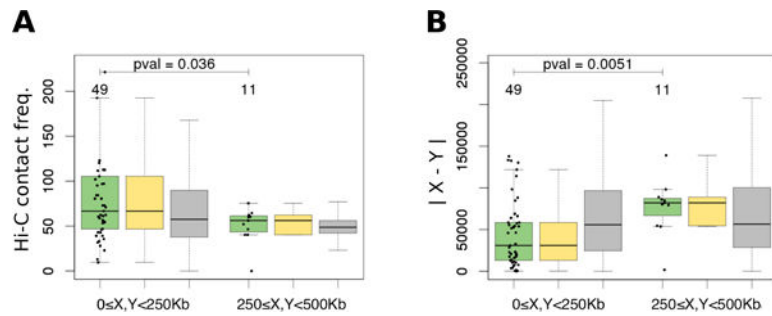 A
Hi-C contact freq.
0
50
100
150
200
pval = 0.036
49
11
0≤X,Y<250Kb
250≤X,Y<500Kb
B
| X - Y |
0
50000
150000
250000
pval = 0.0051
49
11
0≤X,Y<250Kb
250≤X,Y<500Kb